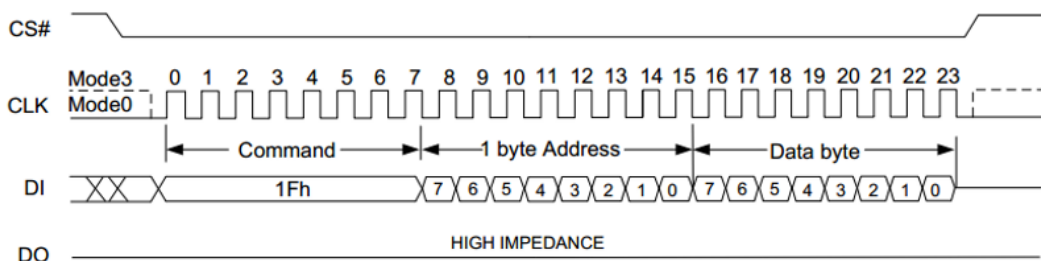 CS#
Mode3 0 1 2 3 4 5 6 7 8 9 10 11 12 13 14 15 16 17 18 19 20 21 22 23
CLK Mode0
Command 1 byte Address Data byte
DI 1Fh 7 6 5 4 3 2 1 0 7 6 5 4 3 2 1 0
HIGH IMPEDANCE
DO